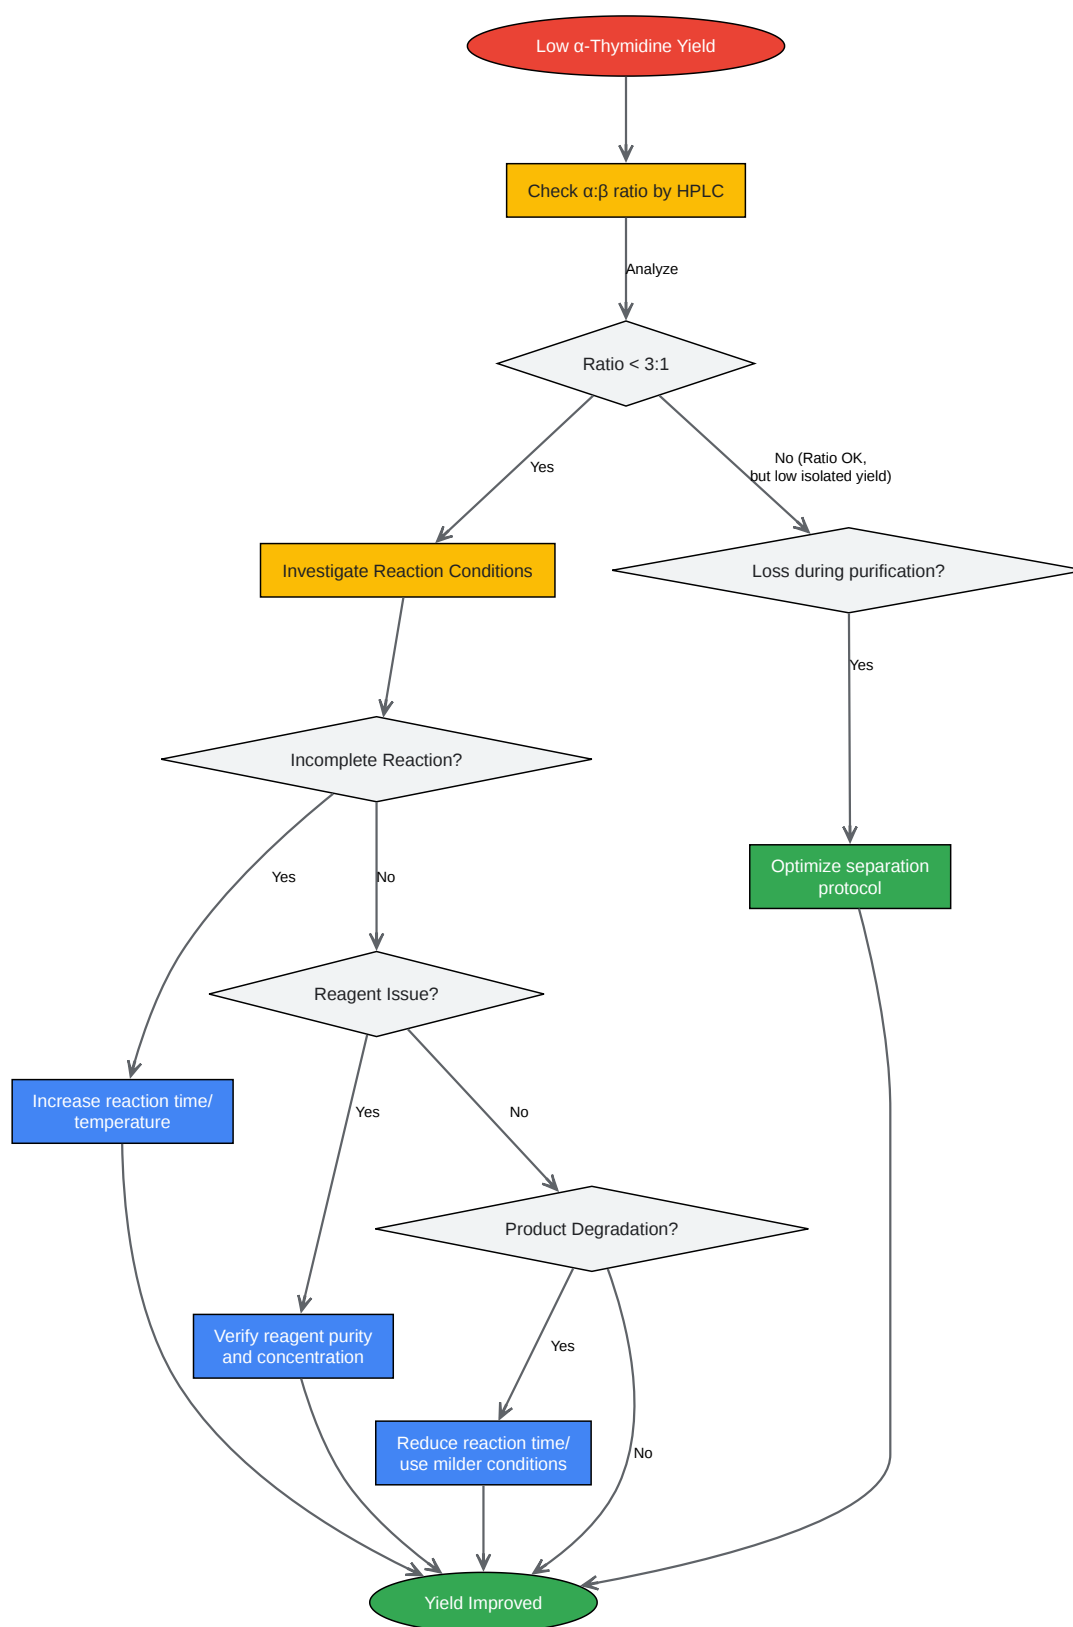 Low α-Thymidine Yield
Check α:β ratio by HPLC
Analyze
Ratio < 3:1
Yes
No (Ratio OK,
but low isolated yield)
Investigate Reaction Conditions
Loss during purification?
Yes
Incomplete Reaction?
Yes
No
Optimize separation
protocol
Reagent Issue?
Increase reaction time/
temperature
Yes
No
Product Degradation?
Verify reagent purity
and concentration
Yes
Reduce reaction time/
use milder conditions
No
Yield Improved